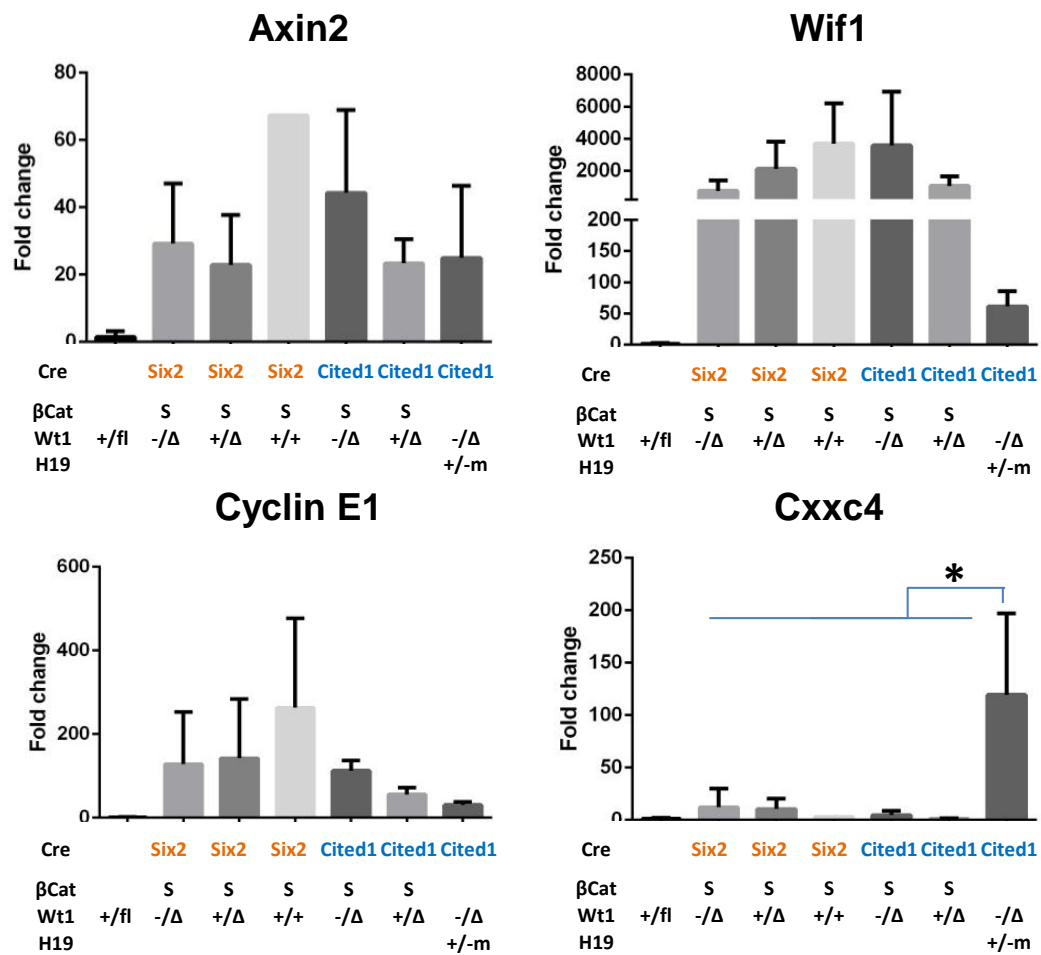 Axin2
Fold change
80
60
40
20
0
Cre Six2 Six2 Six2 Cited1 Cited1 Cited1
βCat S S S S S
Wt1 +/fl -/Δ +/Δ +/+ -/Δ +/Δ -/Δ
H19 +/-m
Wif1
Fold change
8000
6000
4000
2000
200
150
100
50
0
Cre Six2 Six2 Six2 Cited1 Cited1 Cited1
βCat S S S S S
Wt1 +/fl -/Δ +/Δ +/+ -/Δ +/Δ -/Δ
H19 +/-m
Cyclin E1
Fold change
600
400
200
0
Cre Six2 Six2 Six2 Cited1 Cited1 Cited1
βCat S S S S S
Wt1 +/fl -/Δ +/Δ +/+ -/Δ +/Δ -/Δ
H19 +/-m
Cxxc4
Fold change
250
200
150
100
50
0
*
Cre Six2 Six2 Six2 Cited1 Cited1 Cited1
βCat S S S S S
Wt1 +/fl -/Δ +/Δ +/+ -/Δ +/Δ -/Δ
H19 +/-m